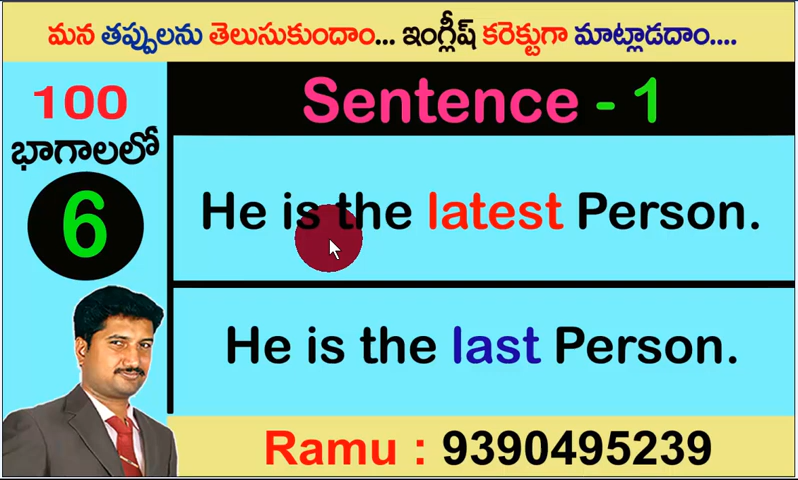 మన తప్పులను తెలుసుకుందాం... ఇంగ్లీష్ కరెక్టుగా మాట్లాడదాం....
100
భాగాలలో
6
Sentence - 1
He is the latest Person.
He is the last Person.
Ramu : 9390495239